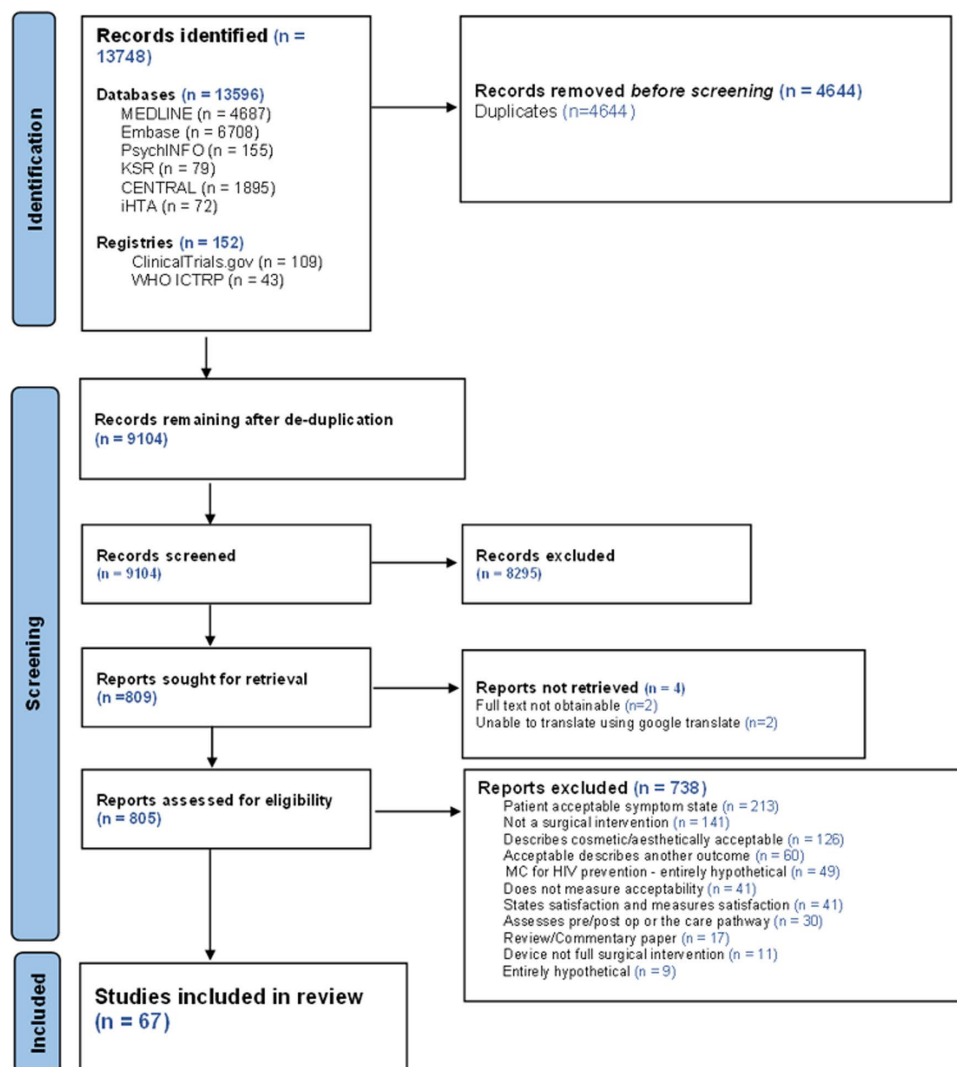 Identification
Records identified (n =
13748)
Databases (n = 13596)
MEDLINE (n = 4687)
Embase (n = 6708)
PsychINFO (n = 155)
KSR (n = 79)
CENTRAL (n = 1895)
iHTA (n = 72)
Registries (n = 152)
ClinicalTrials.gov (n = 109)
WHO ICTRP (n = 43)
Records removed before screening (n = 4644)
Duplicates (n=4644)
Screening
Records remaining after de-duplication
(n = 9104)
Records screened
(n = 9104)
Records excluded
(n = 8295)
Reports sought for retrieval
(n =809)
Reports not retrieved (n = 4)
Full text not obtainable (n=2)
Unable to translate using google translate (n=2)
Reports assessed for eligibility
(n = 805)
Reports excluded (n = 738)
Patient acceptable symptom state (n = 213)
Not a surgical intervention (n = 141)
Describes cosmetic/aesthetically acceptable (n = 126)
Acceptable describes another outcome (n = 60)
MC for HIV prevention - entirely hypothetical (n = 49)
Does not measure acceptability (n = 41)
States satisfaction and measures satisfaction (n = 41)
Assesses pre/post op or the care pathway (n = 30)
Review/Commentary paper (n = 17)
Device not full surgical intervention (n = 11)
Entirely hypothetical (n = 9)
Included
Studies included in review
(n = 67)